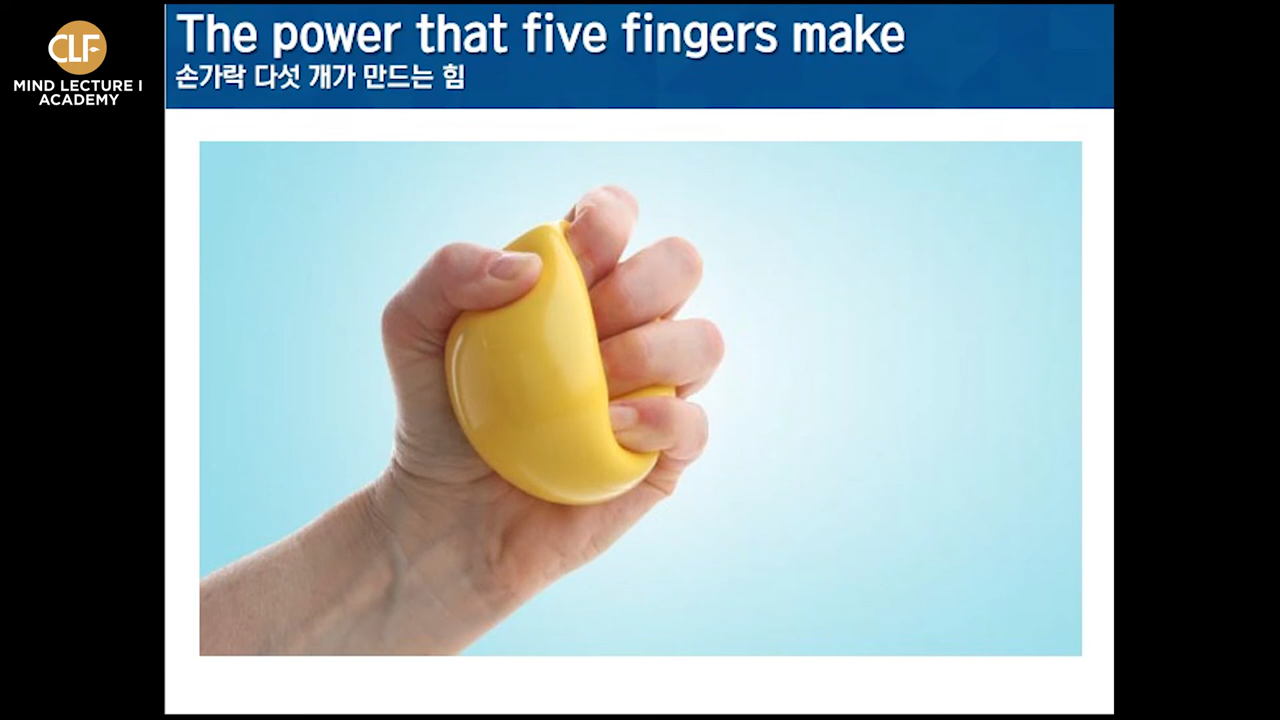 CLF
MIND LECTURE I
ACADEMY
The power that five fingers make
손가락 다섯 개가 만드는 힘